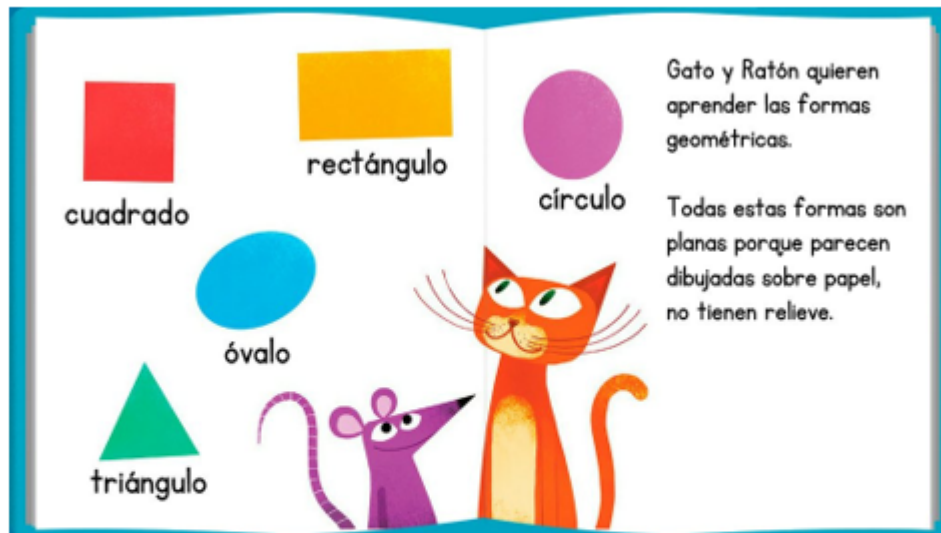 cuadrado
rectángulo
círculo
óvalo
triángulo
Gato y Ratón quieren
aprender las formas
geométricas.
Todas estas formas son
planas porque parecen
dibujadas sobre papel,
no tienen relieve.